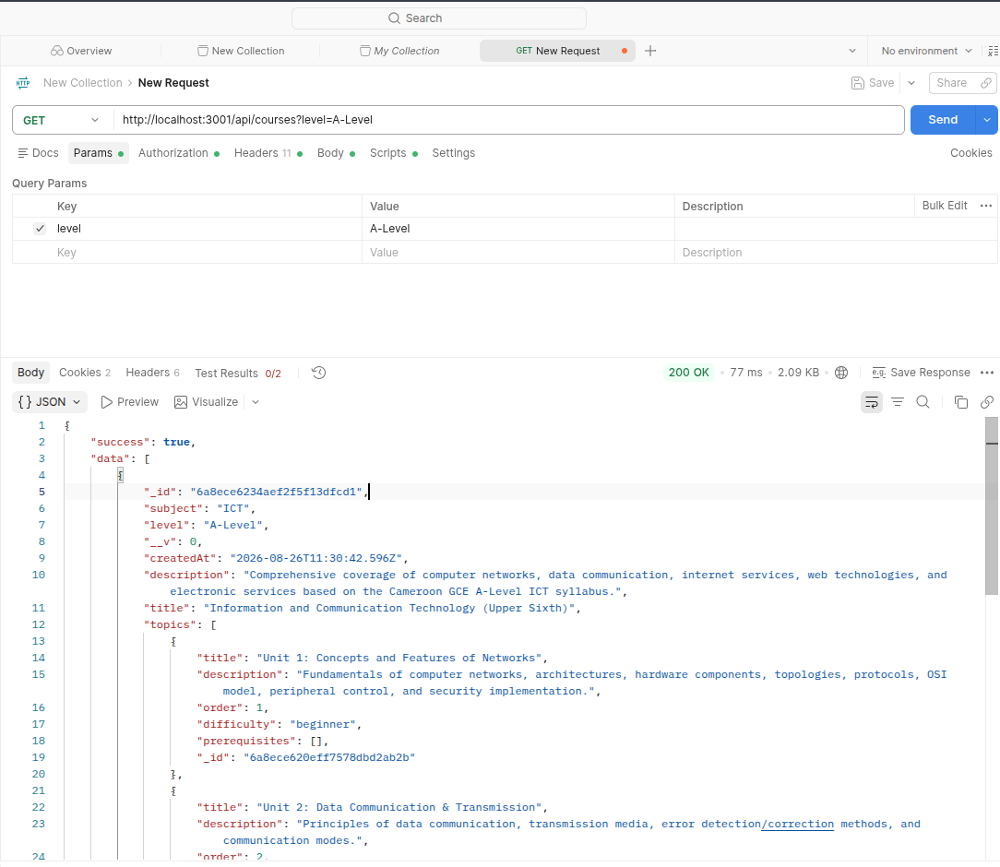 Search
Overview
New Collection
My Collection
GET New Request
No environment
HTTP New Collection > New Request
Save
Share
GET
http://localhost:3001/api/courses?level=A-Level
Send
Docs
Params
Authorization
Headers 11
Body
Scripts
Settings
Cookies
Query Params
Key Value Description Bulk Edit
level A-Level
Key Value Description
Body Cookies 2 Headers 6 Test Results 0/2
200 OK • 77 ms • 2.09 KB • e.g. Save Response
{} JSON Preview Visualize
1 {
2 "success": true,
3 "data": [
4 {
5 "_id": "6a8ece6234aef2f5f13dfcd1",
6 "subject": "ICT",
7 "level": "A-Level",
8 "__v": 0,
9 "createdAt": "2026-08-26T11:30:42.596Z",
10 "description": "Comprehensive coverage of computer networks, data communication, internet services, web technologies, and
electronic services based on the Cameroon GCE A-Level ICT syllabus.",
11 "title": "Information and Communication Technology (Upper Sixth)",
12 "topics": [
13 {
14 "title": "Unit 1: Concepts and Features of Networks",
15 "description": "Fundamentals of computer networks, architectures, hardware components, topologies, protocols, OSI
model, peripheral control, and security implementation.",
16 "order": 1,
17 "difficulty": "beginner",
18 "prerequisites": [],
19 "_id": "6a8ece620eff7578dbd2ab2b"
20 },
21 {
22 "title": "Unit 2: Data Communication & Transmission",
23 "description": "Principles of data communication, transmission media, error detection/correction methods, and
communication modes.",
24 "order": 2,